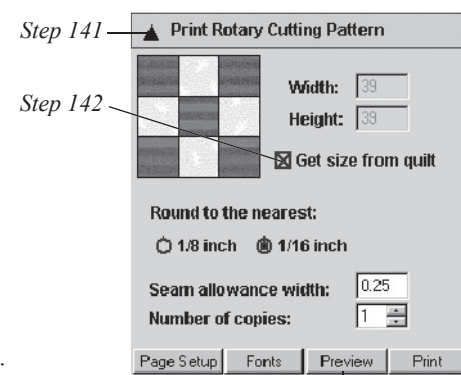 Step 141
Print Rotary Cutting Pattern
Width: 39
Step 142
Height: 39
Get size from quilt
Round to the nearest:
1/8 inch 1/16 inch
Seam allowance width: 0.25
Number of copies: 1
. Page Setup Fonts Preview Print